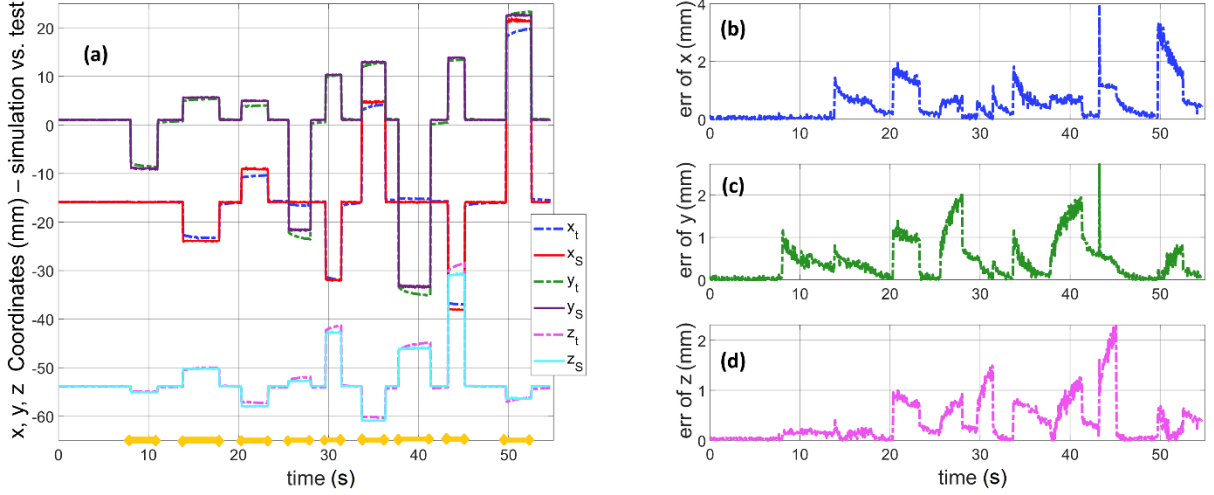 (a)
x, y, z Coordinates (mm) – simulation vs. test
20
10
0
-10
-20
-30
-40
-50
-60
x_t
x_S
y_t
y_S
z_t
z_S
0 10 20 30 40 50
time (s)
(b)
err of x (mm)
4
2
0
0 10 20 30 40 50
(c)
err of y (mm)
2
1
0
0 10 20 30 40 50
(d)
err of z (mm)
2
1
0
0 10 20 30 40 50
time (s)